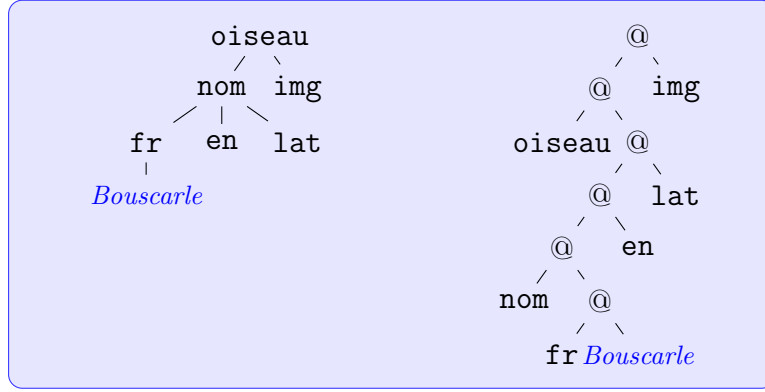 oiseau
nom img
fr en lat
Bouscarle
@
@ img
oiseau @
@ lat
@ en
nom @
fr Bouscarle